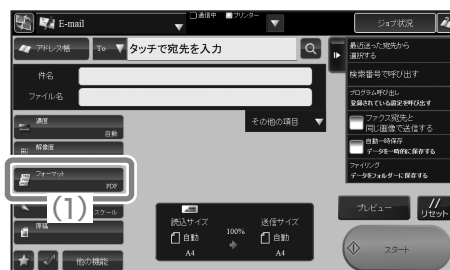 E-mail
通信中
プリンター
ジョブ状況
アドレス帳
To
タッチで宛先を入力
件名
ファイル名
その他の項目
濃度
自動
解像度
フォーマット
PDF
(1)
スケール
原稿
他の機能
読込サイズ
自動
A4
100%
送信サイズ
自動
A4
最近送った宛先から
選択する
検索番号で呼び出す
プログラム呼び出し
登録されている設定を呼び出す
ファクス宛先と
同じ画像で送信する
自動一時保存
データを一時的に保存する
ファイリング
データをフォルダーに保存する
プレビュー
リセット
スタート